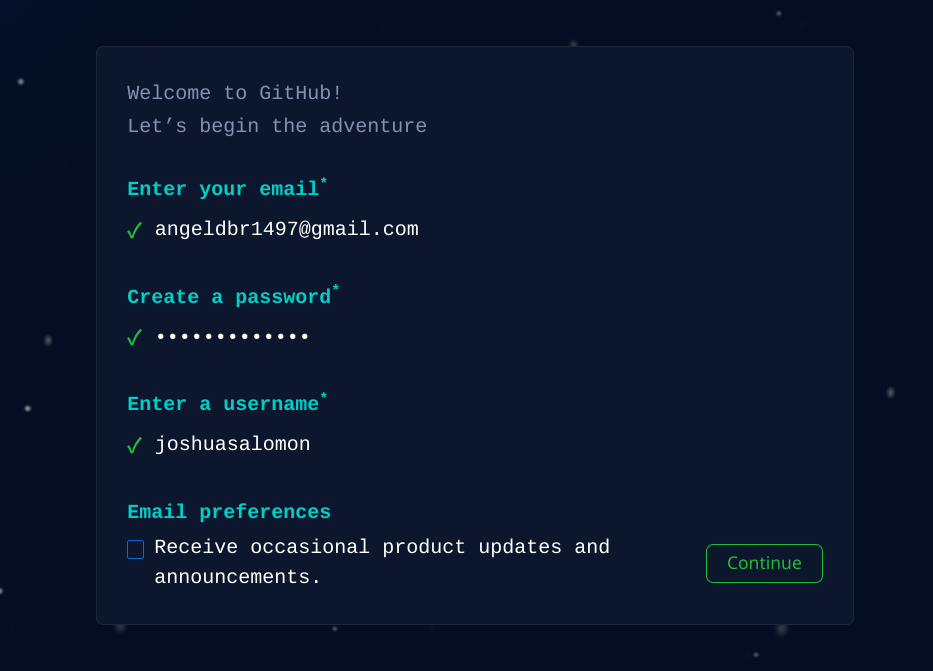 Welcome to GitHub!
Let’s begin the adventure
Enter your email*
✓ angeldbr1497@gmail.com
Create a password*
✓ •••••••••••••
Enter a username*
✓ joshuasalomon
Email preferences
Receive occasional product updates and
announcements.
Continue